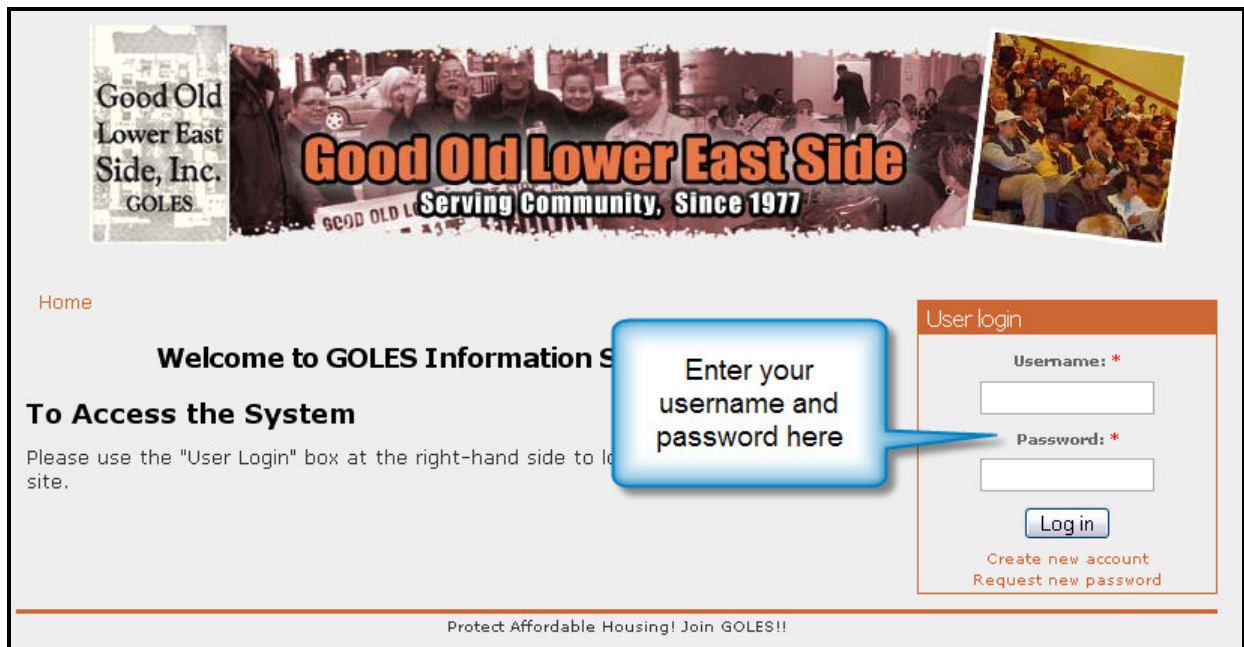 Good Old
Lower East
Side, Inc.
GOLES
Good Old Lower East Side
Serving Community, Since 1977
GOOD OLD L
Home
Welcome to GOLES Information S
To Access the System
Please use the "User Login" box at the right-hand side to lo
site.
Enter your
username and
password here
User login
Username: *
Password: *
Log in
Create new account
Request new password
Protect Affordable Housing! Join GOLES!!